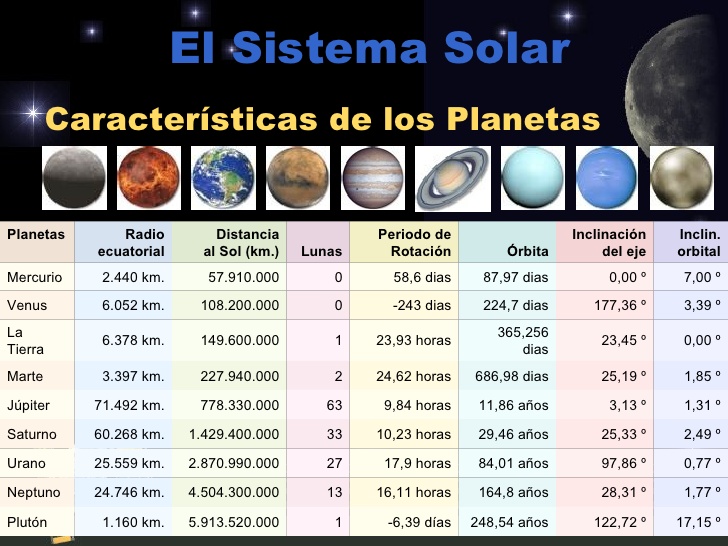 El Sistema Solar
Características de los Planetas
Planetas Radio ecuatorial Distancia al Sol (km.) Lunas Periodo de Rotación Órbita Inclinación del eje Inclin. orbital
Mercurio 2.440 km. 57.910.000 0 58,6 dias 87,97 dias 0,00 º 7,00 º
Venus 6.052 km. 108.200.000 0 -243 dias 224,7 dias 177,36 º 3,39 º
La Tierra 6.378 km. 149.600.000 1 23,93 horas 365,256 dias 23,45 º 0,00 º
Marte 3.397 km. 227.940.000 2 24,62 horas 686,98 dias 25,19 º 1,85 º
Júpiter 71.492 km. 778.330.000 63 9,84 horas 11,86 años 3,13 º 1,31 º
Saturno 60.268 km. 1.429.400.000 33 10,23 horas 29,46 años 25,33 º 2,49 º
Urano 25.559 km. 2.870.990.000 27 17,9 horas 84,01 años 97,86 º 0,77 º
Neptuno 24.746 km. 4.504.300.000 13 16,11 horas 164,8 años 28,31 º 1,77 º
Plutón 1.160 km. 5.913.520.000 1 -6,39 días 248,54 años 122,72 º 17,15 º